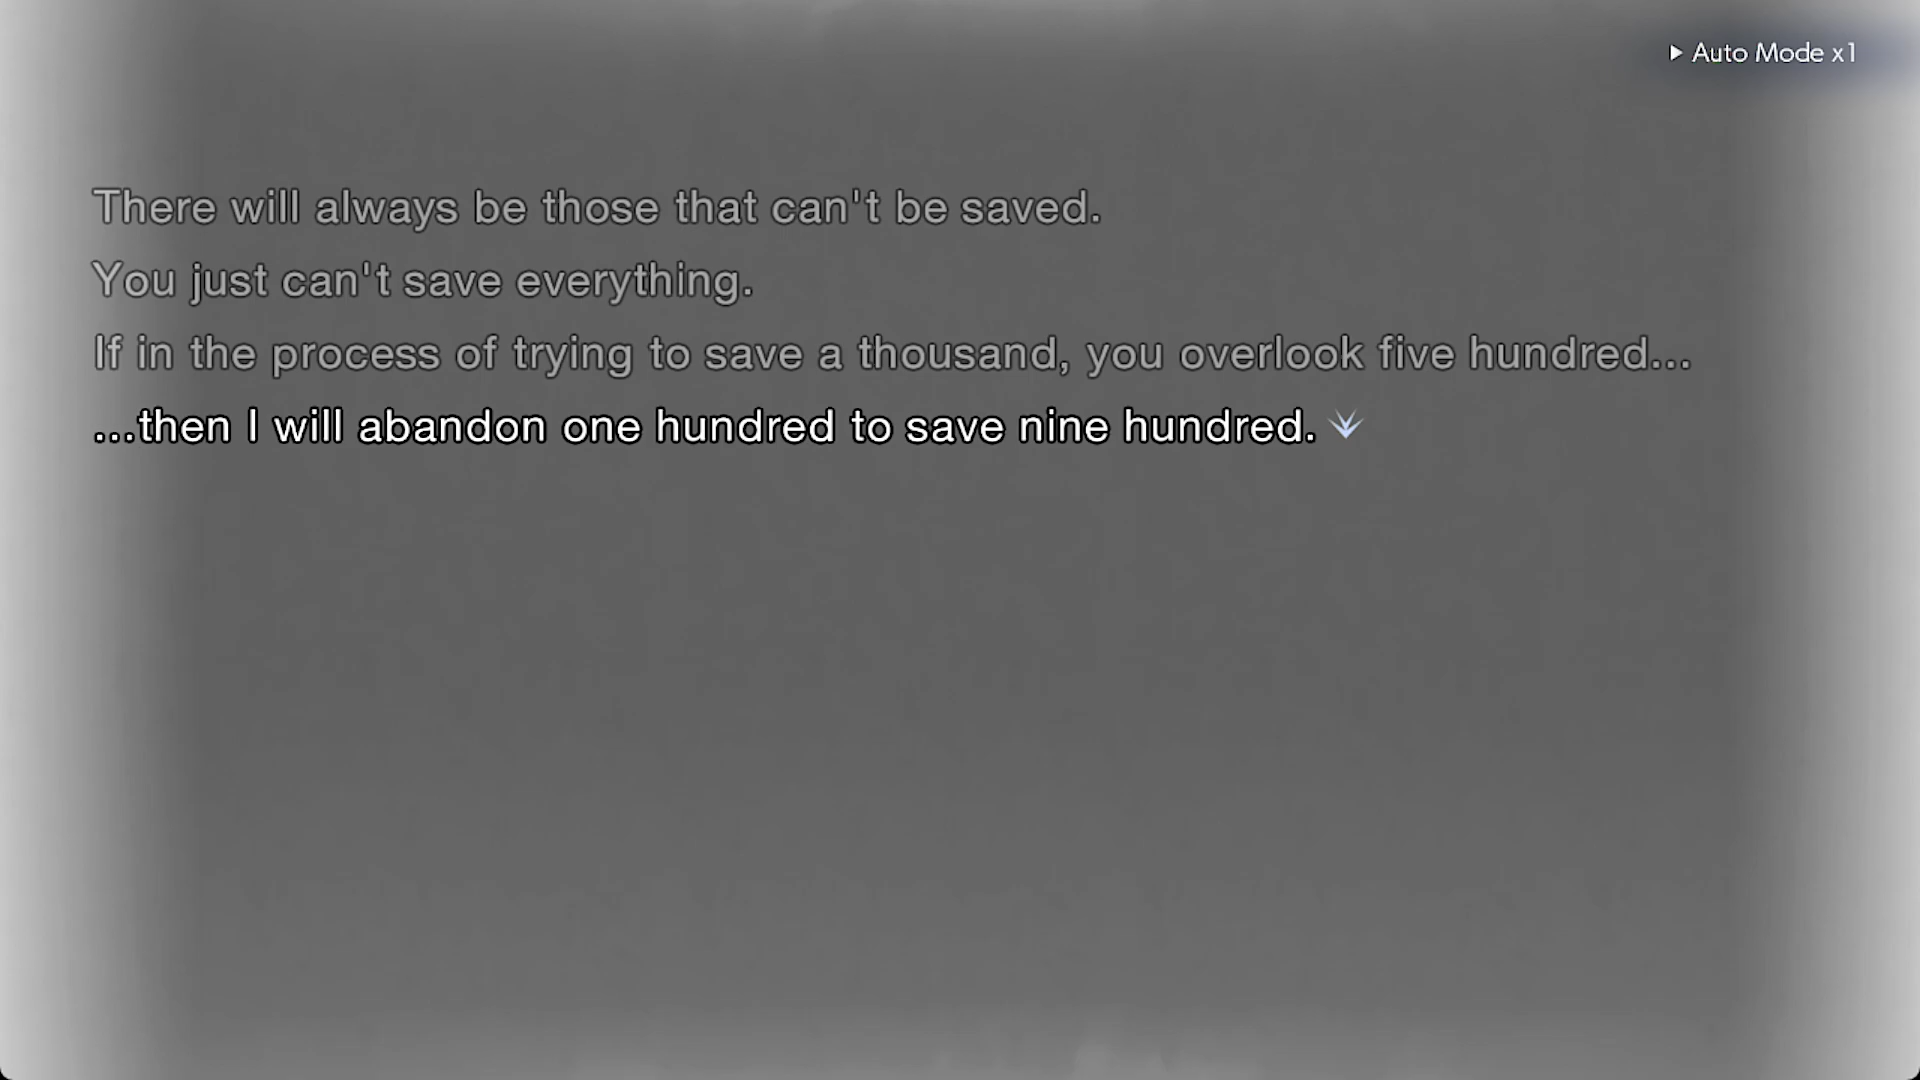 Auto Mode x1
There will always be those that can't be saved.
You just can't save everything.
If in the process of trying to save a thousand, you overlook five hundred...
...then I will abandon one hundred to save nine hundred.